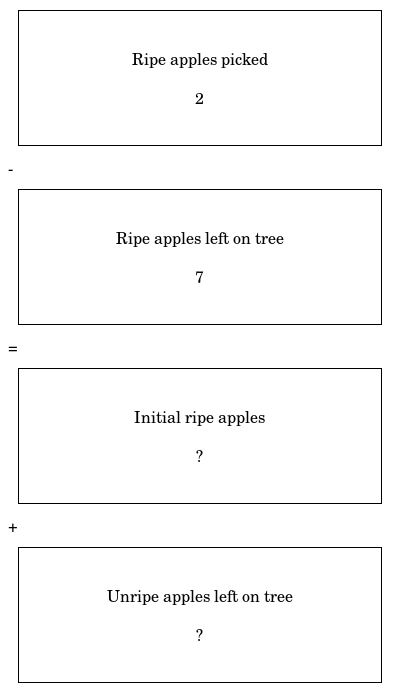 Ripe apples picked
2
-
Ripe apples left on tree
7
=
Initial ripe apples
?
+
Unripe apples left on tree
?